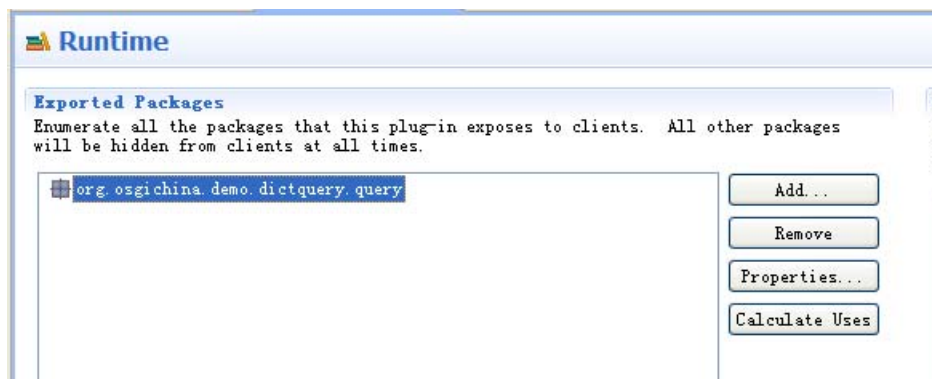 Runtime
Exported Packages
Enumerate all the packages that this plug-in exposes to clients.  All other packages
will be hidden from clients at all times.
org.osgichina.demo.dictquery.query
Add...
Remove
Properties...
Calculate Uses